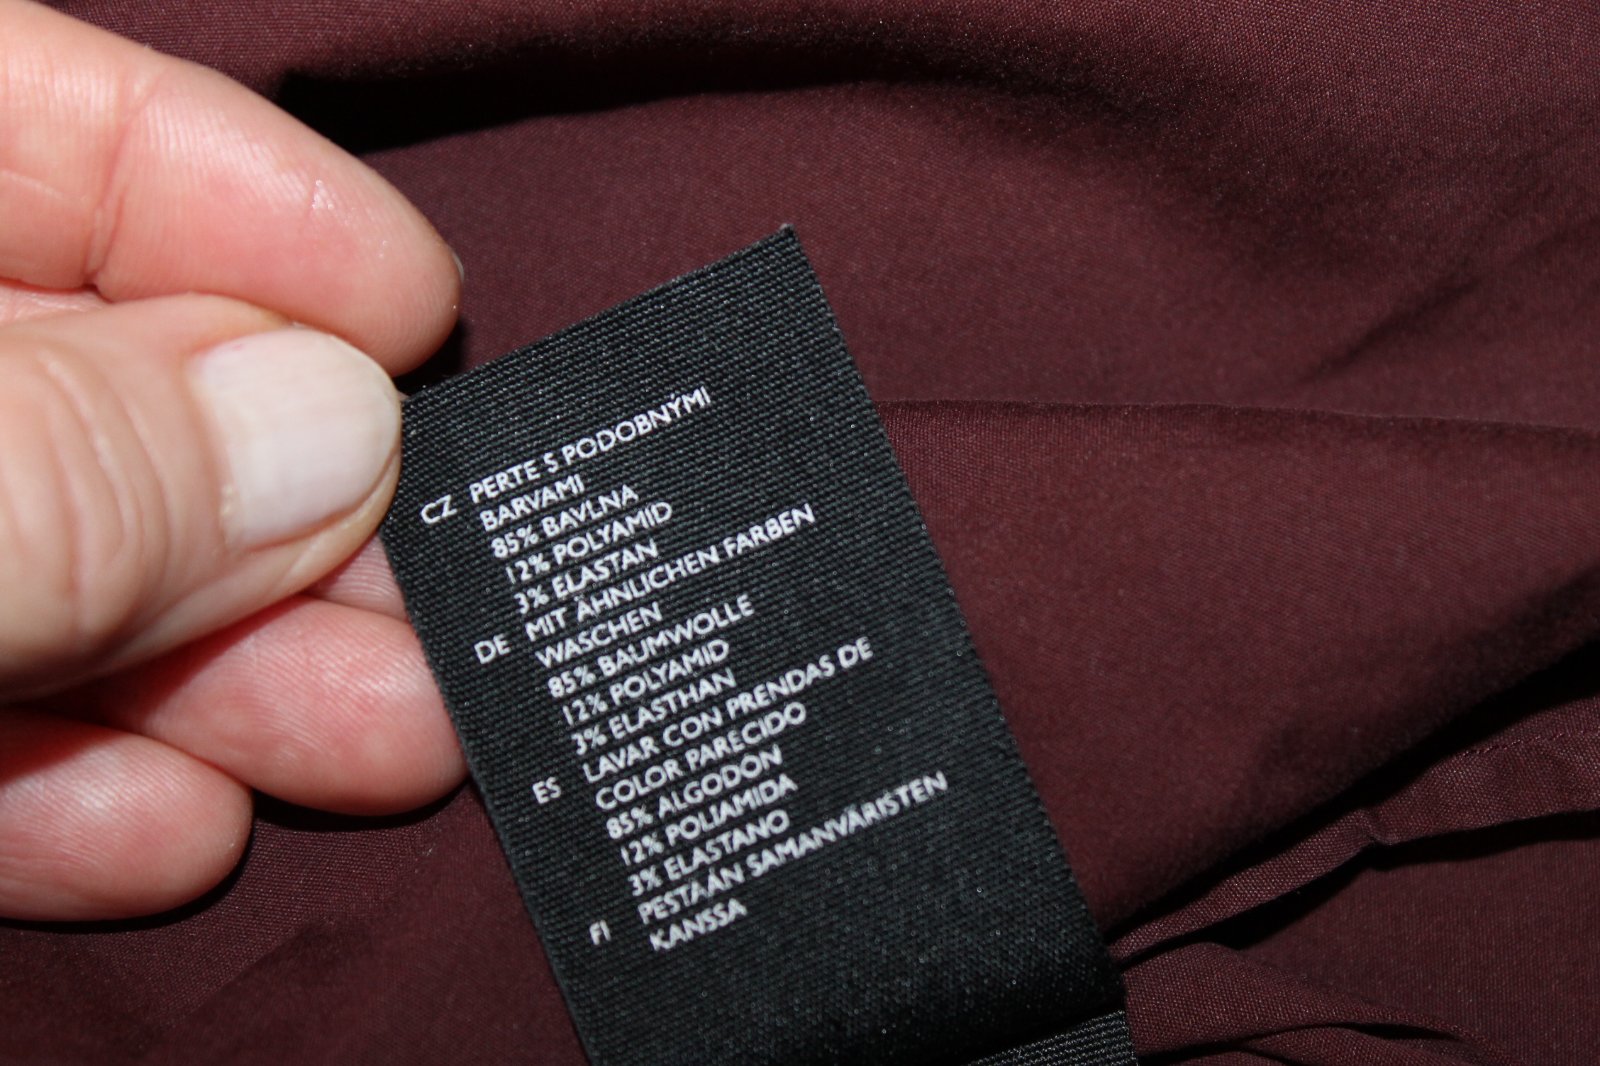 CZ PERTE S PODOBNÝMI
BARVAMI
85% BAVLNA
12% POLYAMID
3% ELASTAN
DE MIT ÄHNLICHEN FARBEN
WASCHEN
85% BAUMWOLLE
12% POLYAMID
3% ELASTHAN
ES LAVAR CON PRENDAS DE
COLOR PARECIDO
85% ALGODÓN
12% POLIAMIDA
3% ELASTANO
FI PESTÄÄN SAMANVÄRISTEN
KANSSA